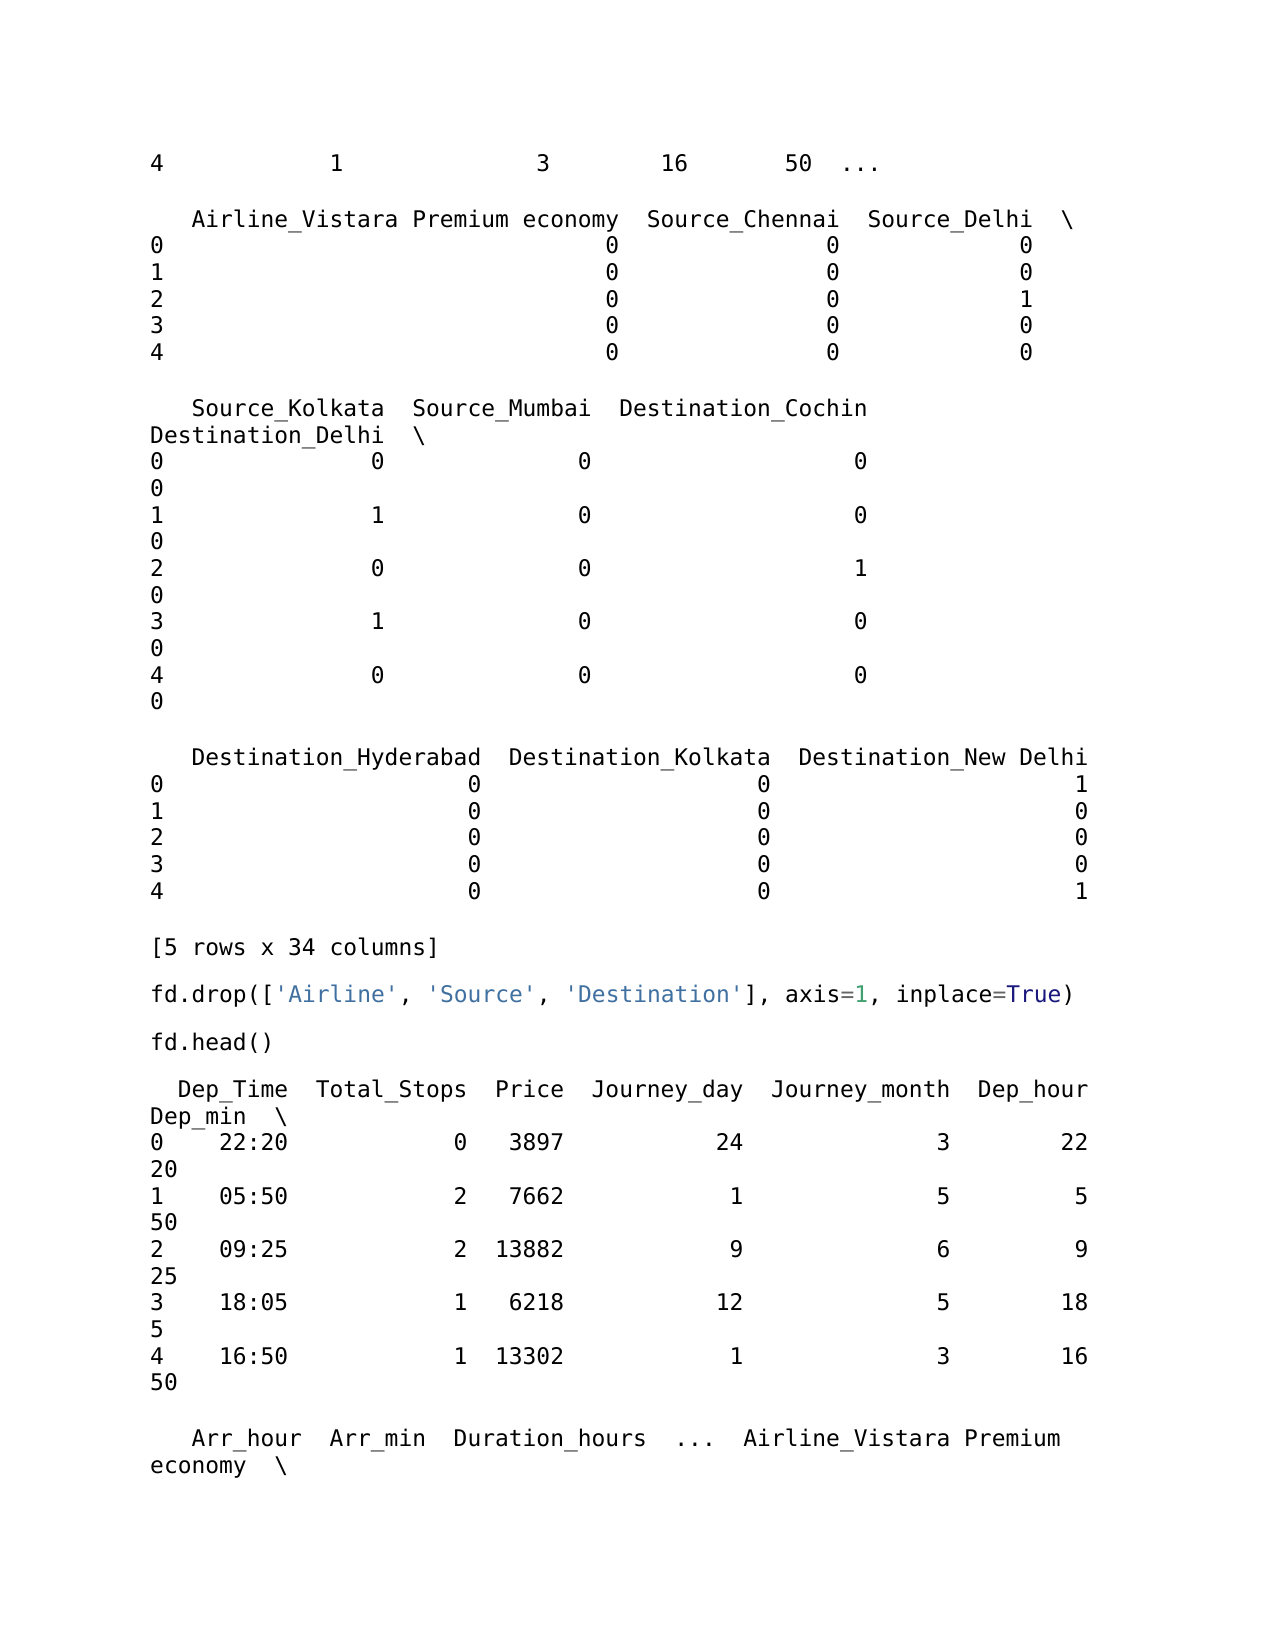 4            1              3        16       50  ...
   Airline_Vistara Premium economy  Source_Chennai  Source_Delhi  \
0                                0               0             0
1                                0               0             0
2                                0               0             1
3                                0               0             0
4                                0               0             0
   Source_Kolkata  Source_Mumbai  Destination_Cochin
Destination_Delhi  \
0               0              0                   0
0
1               1              0                   0
0
2               0              0                   1
0
3               1              0                   0
0
4               0              0                   0
0
   Destination_Hyderabad  Destination_Kolkata  Destination_New Delhi
0                      0                    0                      1
1                      0                    0                      0
2                      0                    0                      0
3                      0                    0                      0
4                      0                    0                      1
[5 rows x 34 columns]
fd.drop(['Airline', 'Source', 'Destination'], axis=1, inplace=True)
fd.head()
  Dep_Time  Total_Stops  Price  Journey_day  Journey_month  Dep_hour
Dep_min  \
0    22:20            0   3897           24              3        22
20
1    05:50            2   7662            1              5         5
50
2    09:25            2  13882            9              6         9
25
3    18:05            1   6218           12              5        18
5
4    16:50            1  13302            1              3        16
50
   Arr_hour  Arr_min  Duration_hours  ...  Airline_Vistara Premium
economy  \